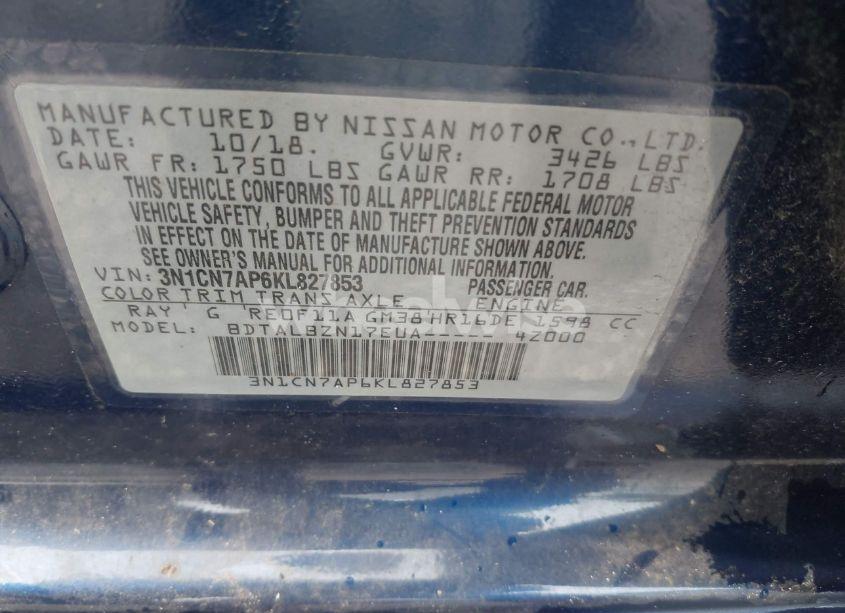 MANUFACTURED BY NISSAN MOTOR CO., LTD.
DATE: 10/18. GVWR: 3426 LBS
GAWR FR: 1750 LBS GAWR RR: 1708 LBS
THIS VEHICLE CONFORMS TO ALL APPLICABLE FEDERAL MOTOR
VEHICLE SAFETY, BUMPER AND THEFT PREVENTION STANDARDS
IN EFFECT ON THE DATE OF MANUFACTURE SHOWN ABOVE.
SEE OWNER'S MANUAL FOR ADDITIONAL INFORMATION.
VIN: 3N1CN7AP6KL827853 PASSENGER CAR.
COLOR TRIM TRANS AXLE ENGINE
RAY G RE0F11A GM38 HR16DE 1598 CC
MODEL: BDTALBZN17EUA----- 4Z000
3N1CN7AP6KL827853